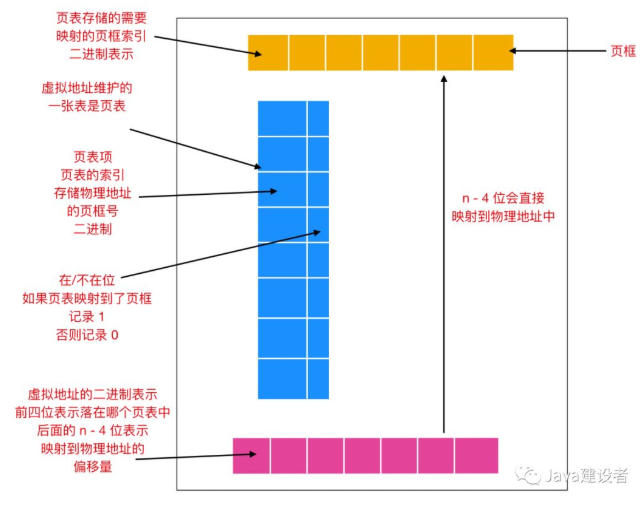 页表存储的需要
映射的页框索引
二进制表示
页框
虚拟地址维护的
一张表是页表
页表项
页表的索引
存储物理地址
的页框号
二进制
n - 4 位会直接
映射到物理地址中
在/不在位
如果页表映射到了页框
记录 1
否则记录 0
虚拟地址的二进制表示
前四位表示落在哪个页表中
后面的 n - 4 位表示
映射到物理地址的
偏移量
Java建设者